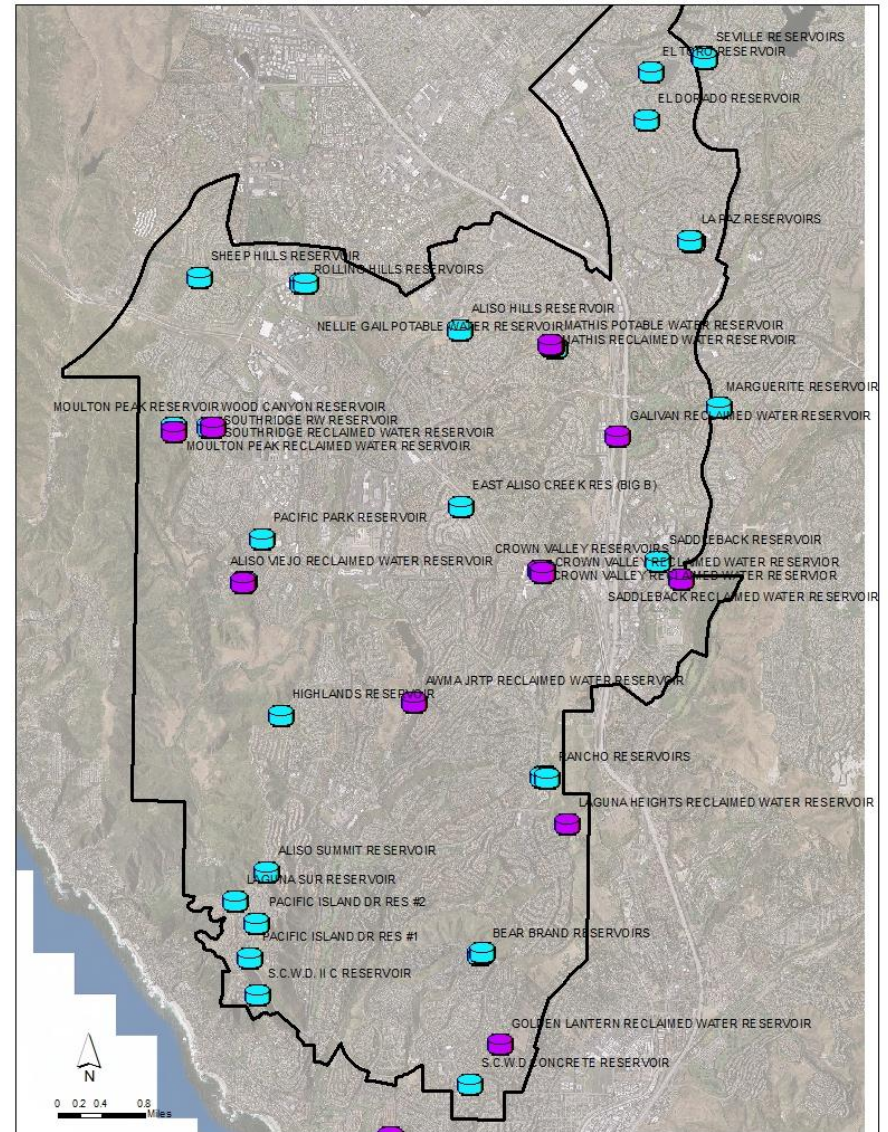 SEVILLE RESERVOIRS
EL TORO RESERVOIR
EL DORADO RESERVOIR
LA PAZ RESERVOIRS
SHEEP HILLS RESERVOIR
ROLLING HILLS RESERVOIRS
ALISO HILLS RESERVOIR
NELLIE GAIL POTABLE WATER RESERVOIR
MATHIS POTABLE WATER RESERVOIR
MATHIS RECLAIMED WATER RESERVOIR
MARGUERITE RESERVOIR
MOULTON PEAK RESERVOIR
WOOD CANYON RESERVOIR
GALIVAN RECLAIMED WATER RESERVOIR
SOUTHRIDGE RW RESERVOIR
SOUTHRIDGE RECLAIMED WATER RESERVOIR
MOULTON PEAK RECLAIMED WATER RESERVOIR
EAST ALISO CREEK RES (BIG B)
PACIFIC PARK RESERVOIR
SADDLEBACK RESERVOIR
CROWN VALLEY RESERVOIRS
ALISO VIEJO RECLAIMED WATER RESERVOIR
CROWN VALLEY RECLAIMED WATER RESERVIOR
CROWN VALLEY RECLAIMED WATER RESERVIOR
SADDLEBACK RECLAIMED WATER RESERVOIR
AWMA JRTP RECLAIMED WATER RESERVOIR
HIGHLANDS RESERVOIR
RANCHO RESERVOIRS
LAGUNA HEIGHTS RECLAIMED WATER RESERVOIR
ALISO SUMMIT RESERVOIR
LAGUNA SUR RESERVOIR
PACIFIC ISLAND DR RES #2
PACIFIC ISLAND DR RES #1
BEAR BRAND RESERVOIRS
S.C.W.D. II C RESERVOIR
GOLDEN LANTERN RECLAIMED WATER RESERVOIR
S.C.W.D CONCRETE RESERVOIR
N
0 0.2 0.4 0.8
Miles